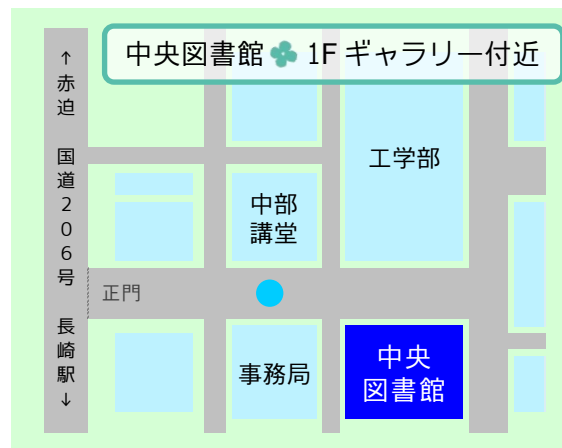 中央図書館 1Fギャラリー付近
↑赤迫 国道206号 長崎駅↓
工学部
中部
講堂
正門
事務局
中央
図書館